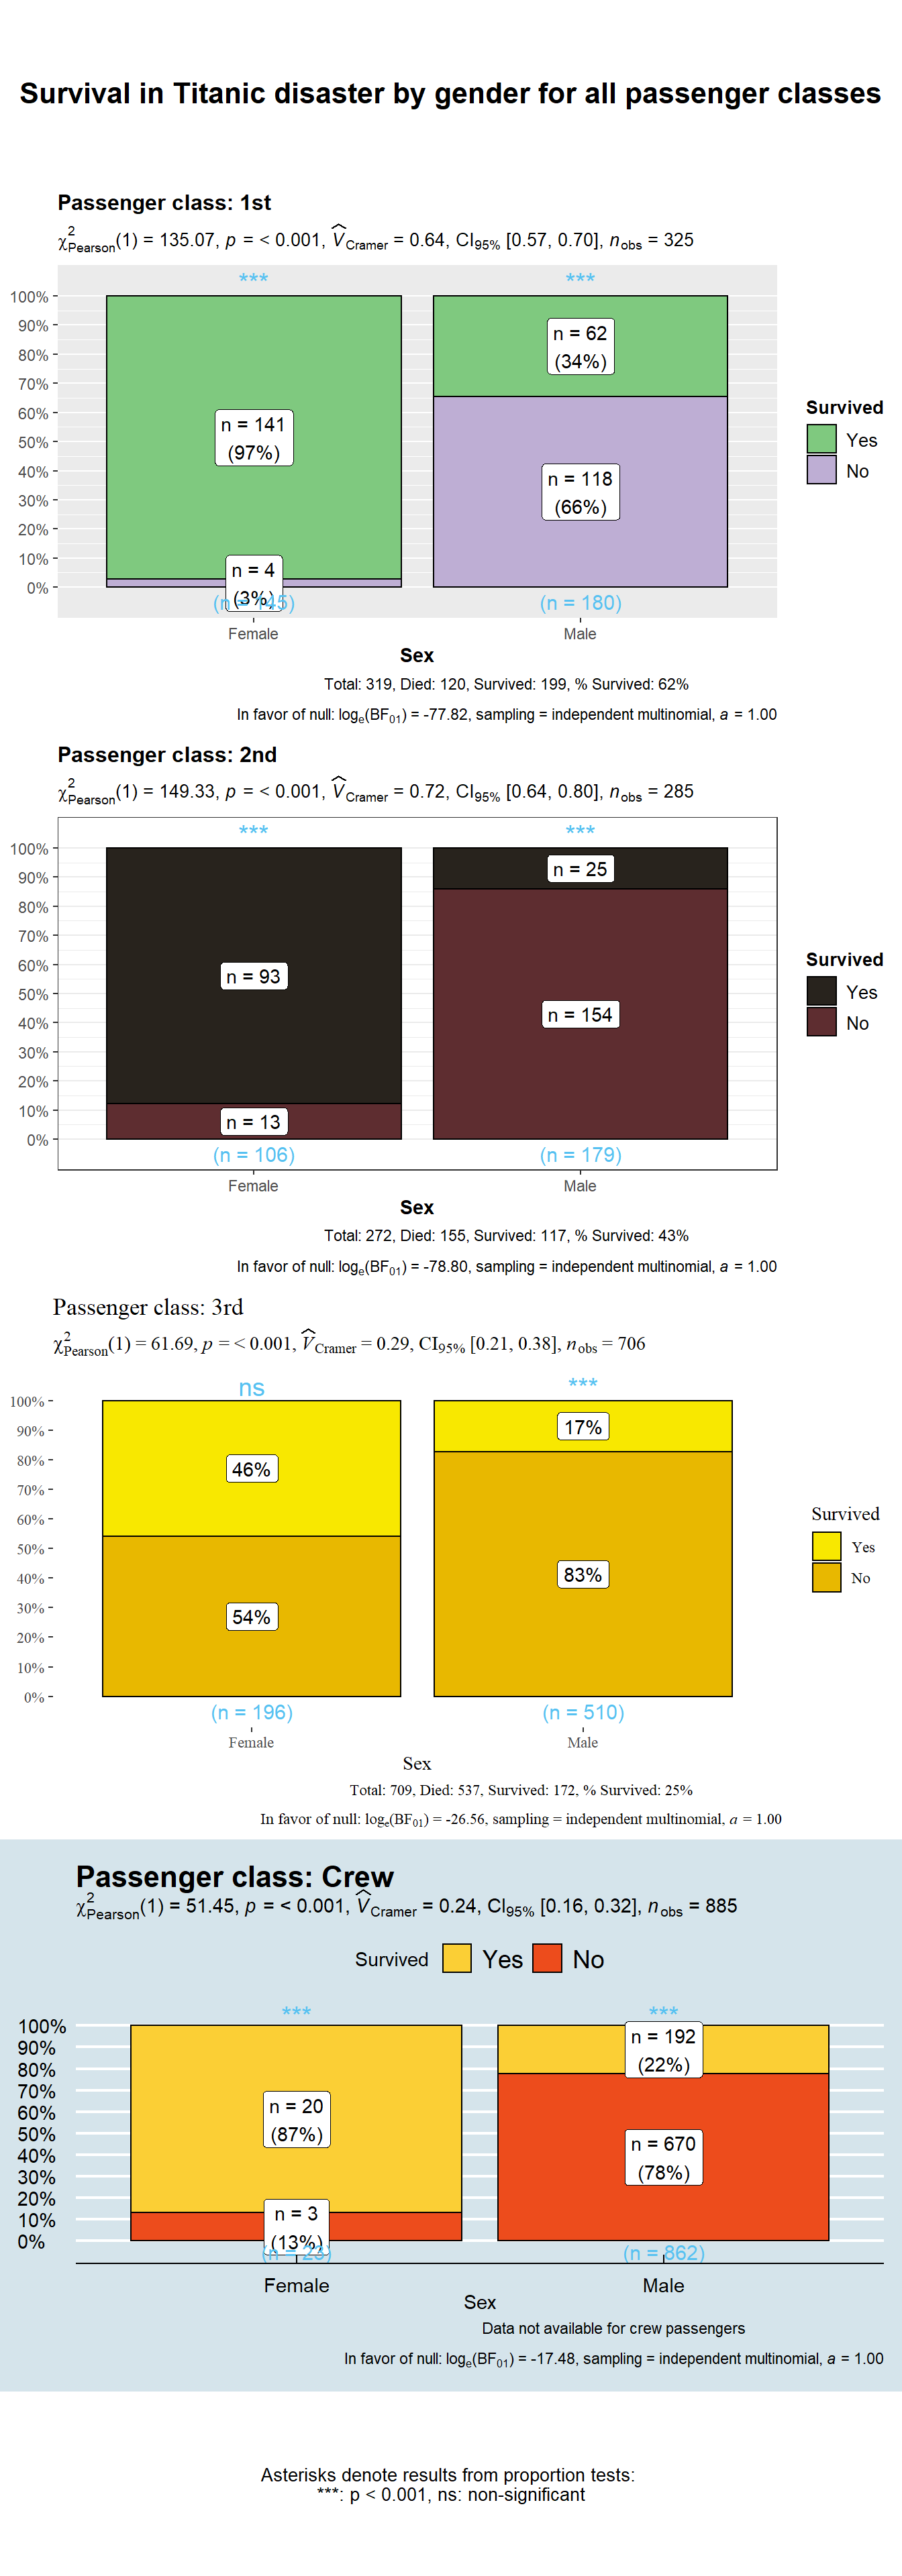 Survival in Titanic disaster by gender for all passenger classes
Passenger class: 1st
χ²Pearson(1) = 135.07, p = < 0.001, V̂Cramer = 0.64, CI95% [0.57, 0.70], nobs = 325
*** ***
100%
90%
80%
70%
60%
50%
40%
30%
20%
10%
0%
n = 62
(34%)
n = 141
(97%)
n = 118
(66%)
n = 4
(3%)
(n = 145) (n = 180)
Female Male
Sex
Survived
Yes
No
Total: 319, Died: 120, Survived: 199, % Survived: 62%
In favor of null: loge(BF01) = -77.82, sampling = independent multinomial, a = 1.00
Passenger class: 2nd
χ²Pearson(1) = 149.33, p = < 0.001, V̂Cramer = 0.72, CI95% [0.64, 0.80], nobs = 285
*** ***
100%
90%
80%
70%
60%
50%
40%
30%
20%
10%
0%
n = 25
n = 93
n = 154
n = 13
(n = 106) (n = 179)
Female Male
Sex
Survived
Yes
No
Total: 272, Died: 155, Survived: 117, % Survived: 43%
In favor of null: loge(BF01) = -78.80, sampling = independent multinomial, a = 1.00
Passenger class: 3rd
χ²Pearson(1) = 61.69, p = < 0.001, V̂Cramer = 0.29, CI95% [0.21, 0.38], nobs = 706
ns ***
100%
90%
80%
70%
60%
50%
40%
30%
20%
10%
0%
17%
46%
83%
54%
(n = 196) (n = 510)
Female Male
Sex
Survived
Yes
No
Total: 709, Died: 537, Survived: 172, % Survived: 25%
In favor of null: loge(BF01) = -26.56, sampling = independent multinomial, a = 1.00
Passenger class: Crew
χ²Pearson(1) = 51.45, p = < 0.001, V̂Cramer = 0.24, CI95% [0.16, 0.32], nobs = 885
Survived Yes No
*** ***
100%
90%
80%
70%
60%
50%
40%
30%
20%
10%
0%
n = 192
(22%)
n = 20
(87%)
n = 670
(78%)
n = 3
(13%)
(n = 23) (n = 862)
Female Male
Sex
Data not available for crew passengers
In favor of null: loge(BF01) = -17.48, sampling = independent multinomial, a = 1.00
Asterisks denote results from proportion tests:
***: p < 0.001, ns: non-significant